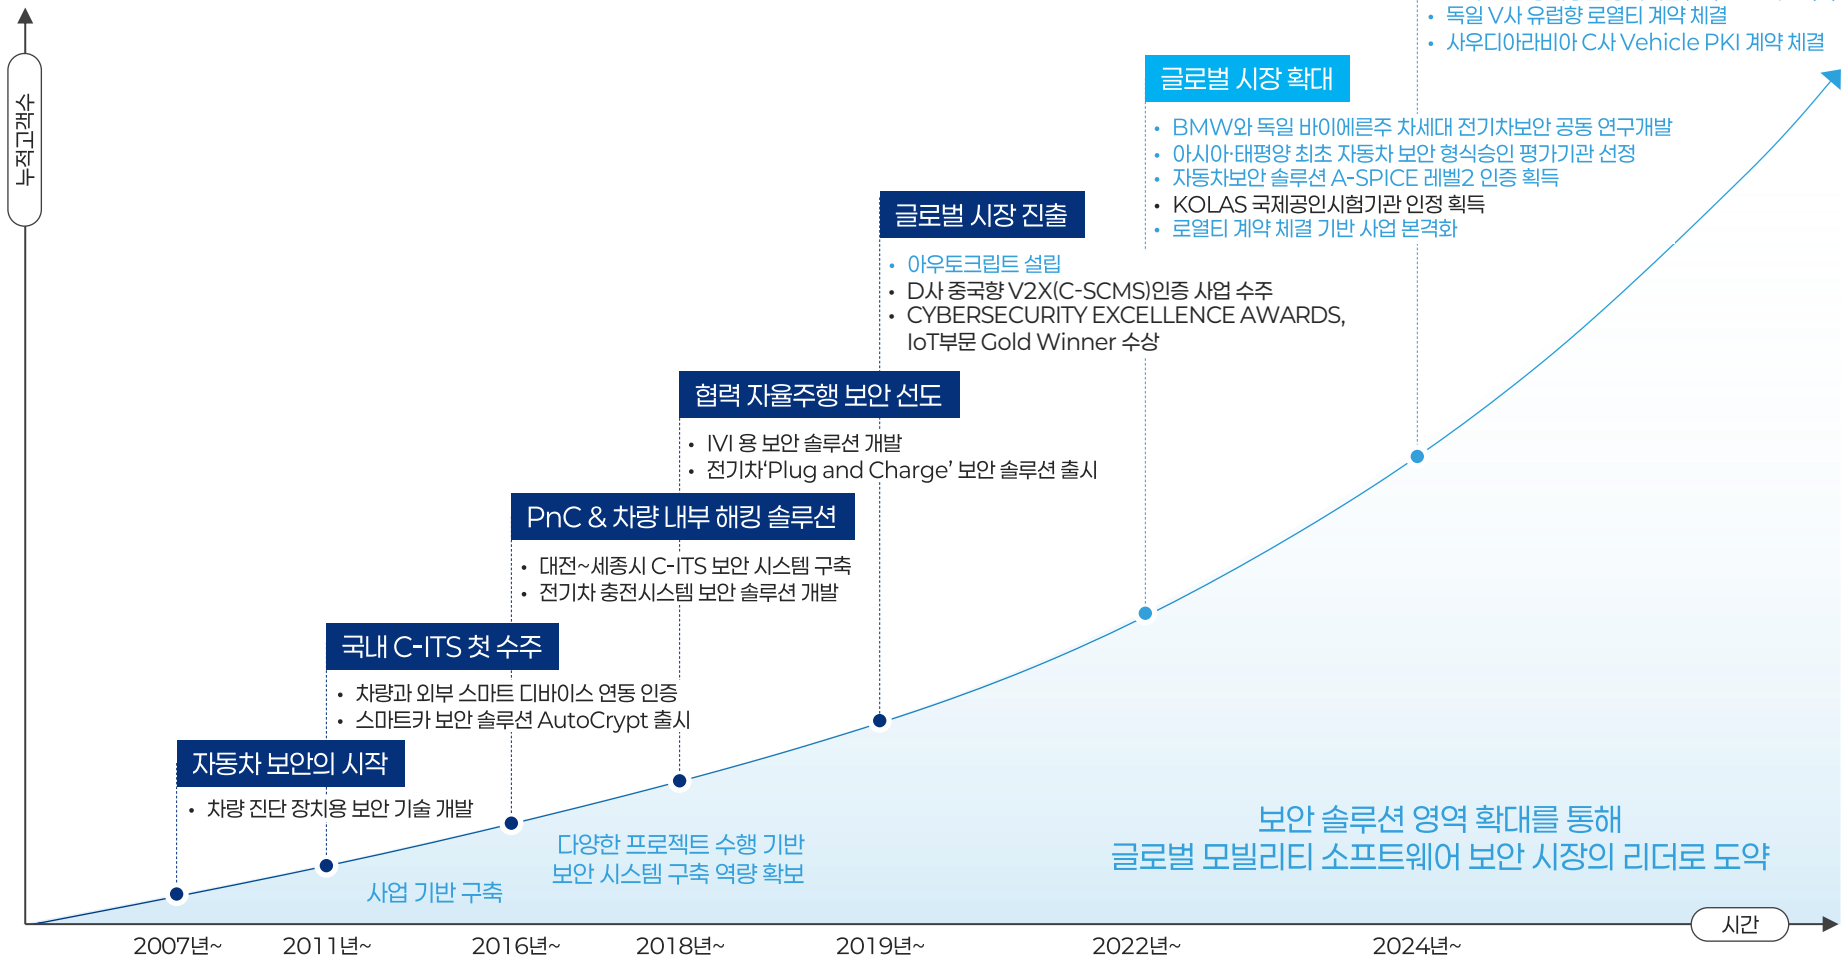 • 독일 V사 유럽향 로열티 계약 체결
• 사우디아라비아 C사 Vehicle PKI 계약 체결
누적고객수
글로벌 시장 확대
• BMW와 독일 바이에른주 차세대 전기차보안 공동 연구개발
• 아시아·태평양 최초 자동차 보안 형식승인 평가기관 선정
• 자동차보안 솔루션 A-SPICE 레벨2 인증 획득
• KOLAS 국제공인시험기관 인정 획득
• 로열티 계약 체결 기반 사업 본격화
글로벌 시장 진출
• 아우토크립트 설립
• D사 중국향 V2X(C-SCMS)인증 사업 수주
• CYBERSECURITY EXCELLENCE AWARDS,
IoT부문 Gold Winner 수상
협력 자율주행 보안 선도
• IVI 용 보안 솔루션 개발
• 전기차‘Plug and Charge’ 보안 솔루션 출시
PnC & 차량 내부 해킹 솔루션
• 대전~세종시 C-ITS 보안 시스템 구축
• 전기차 충전시스템 보안 솔루션 개발
국내 C-ITS 첫 수주
• 차량과 외부 스마트 디바이스 연동 인증
• 스마트카 보안 솔루션 AutoCrypt 출시
자동차 보안의 시작
• 차량 진단 장치용 보안 기술 개발
사업 기반 구축
다양한 프로젝트 수행 기반
보안 시스템 구축 역량 확보
보안 솔루션 영역 확대를 통해
글로벌 모빌리티 소프트웨어 보안 시장의 리더로 도약
시간
2007년~ 2011년~ 2016년~ 2018년~ 2019년~ 2022년~ 2024년~